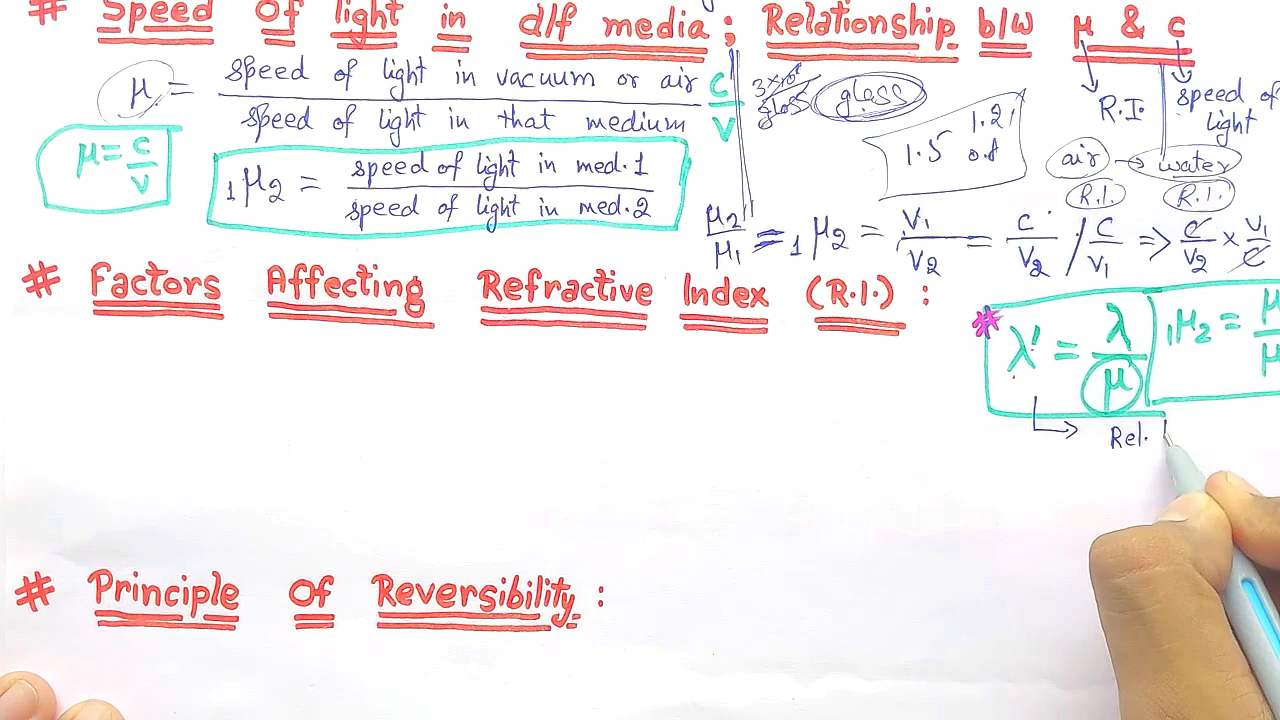 # Speed Of light in d/f media ; Relationship b/w μ & c
μ = speed of light in vacuum or air / speed of light in that medium
C/V
μ = C/V
₁μ₂ = speed of light in med. 1 / speed of light in med. 2
glass
glass
1.5 1.2
R.I.
speed of light
air → water
R.I. R.I.
μ₂/μ₁ = ₁μ₂ = V₁/V₂ = C/V₂ / C/V₁ => C/V₂ × V₁/C
# Factors Affecting Refractive Index (R.I.) :
* λ' = λ/μ
₁μ₂ = μ/μ
Rel.
# Principle Of Reversibility :